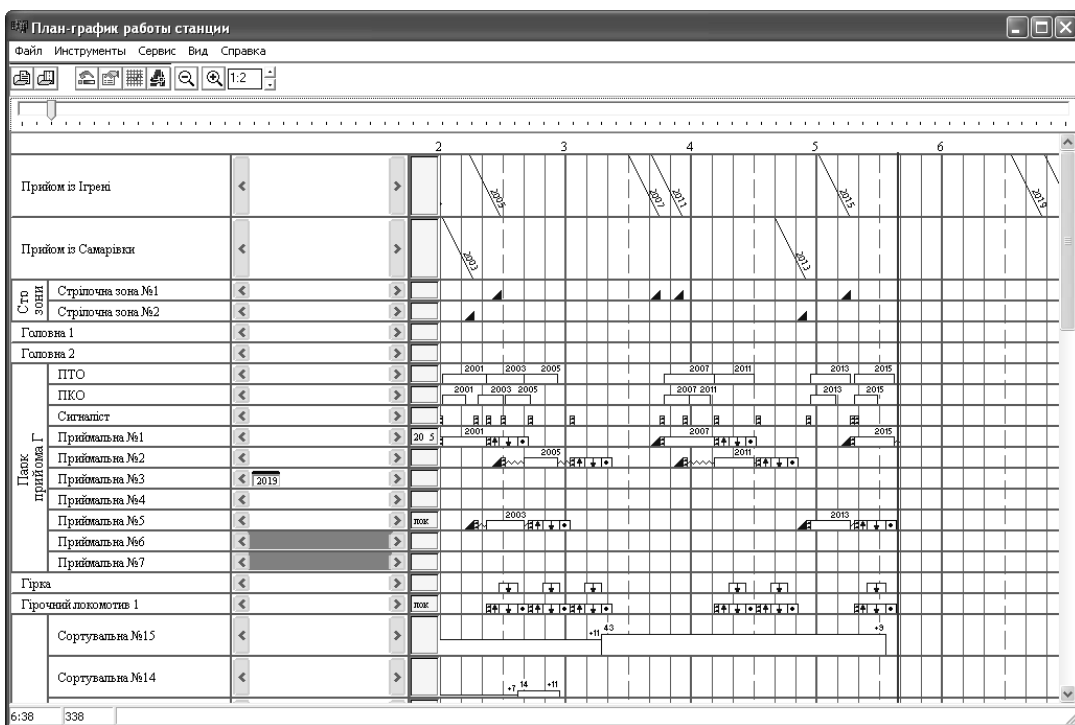 План-график работы станции
Файл Инструменты Сервис Вид Справка
1:2
2 3 4 5 6
Прийом із Ігрені
2005 2007 2011 2015 2019
Прийом із Самарівки
2003 2013
Стр зони
Стрілочна зона №1
Стрілочна зона №2
Головна 1
Головна 2
Парк прийома Г
ПТО
2001 2003 2005 2007 2011 2013 2015
ПКО
2001 2003 2005 2007 2011 2013 2015
Сигналіст
Приймальна №1
20 5 2001 2007 2015
Приймальна №2
2005 2011
Приймальна №3
2019
Приймальна №4
Приймальна №5
лок 2003 2013
Приймальна №6
Приймальна №7
Гірка
Гірочний локомотив 1
лок
Сортувальна №15
+11 43 +9
Сортувальна №14
+7 14 +11
6:38 338